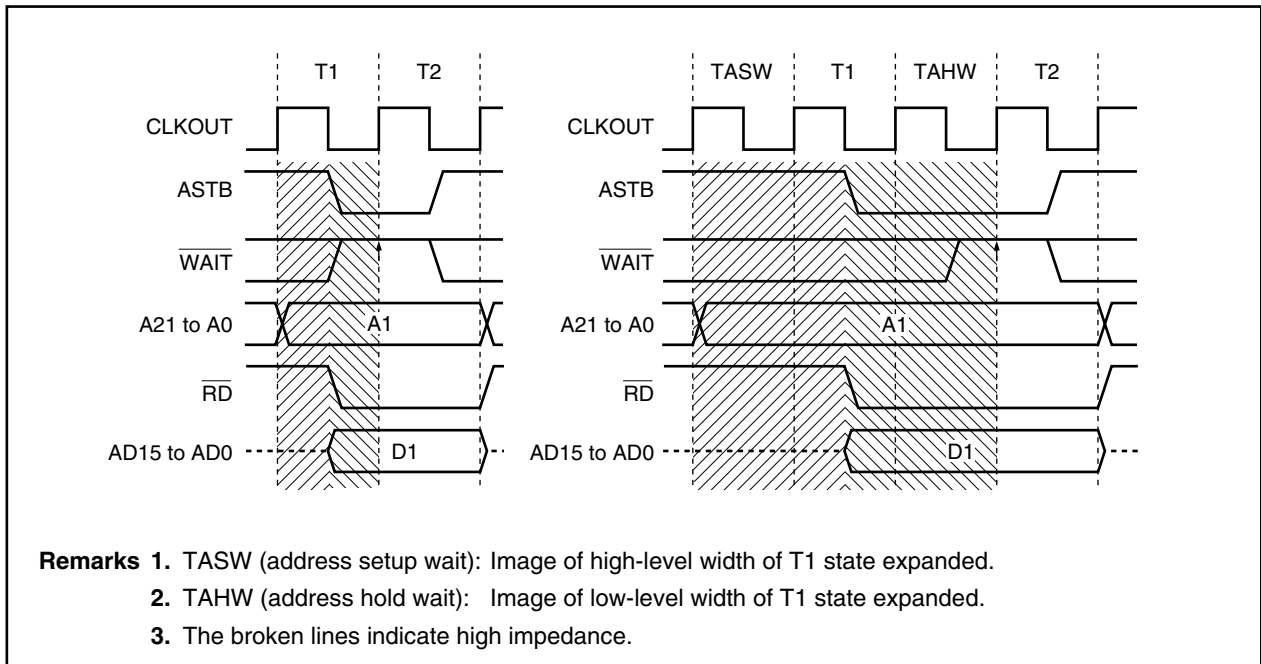 T1 T2
CLKOUT
ASTB
WAIT
A21 to A0 A1
RD
AD15 to AD0 D1
TASW T1 TAHW T2
CLKOUT
ASTB
WAIT
A21 to A0 A1
RD
AD15 to AD0 D1
Remarks 1. TASW (address setup wait): Image of high-level width of T1 state expanded.
2. TAHW (address hold wait): Image of low-level width of T1 state expanded.
3. The broken lines indicate high impedance.